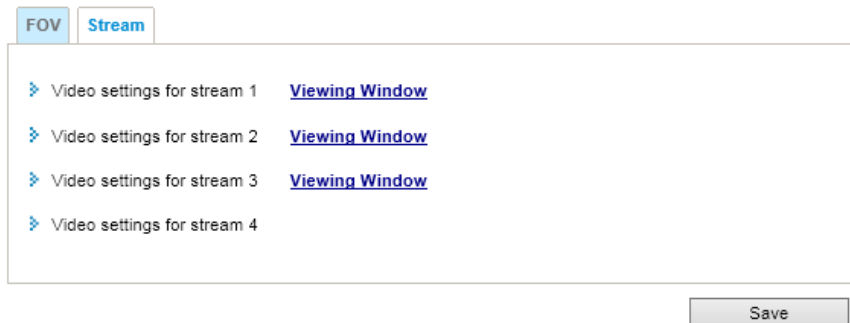 FOV Stream
Video settings for stream 1 Viewing Window
Video settings for stream 2 Viewing Window
Video settings for stream 3 Viewing Window
Video settings for stream 4
Save